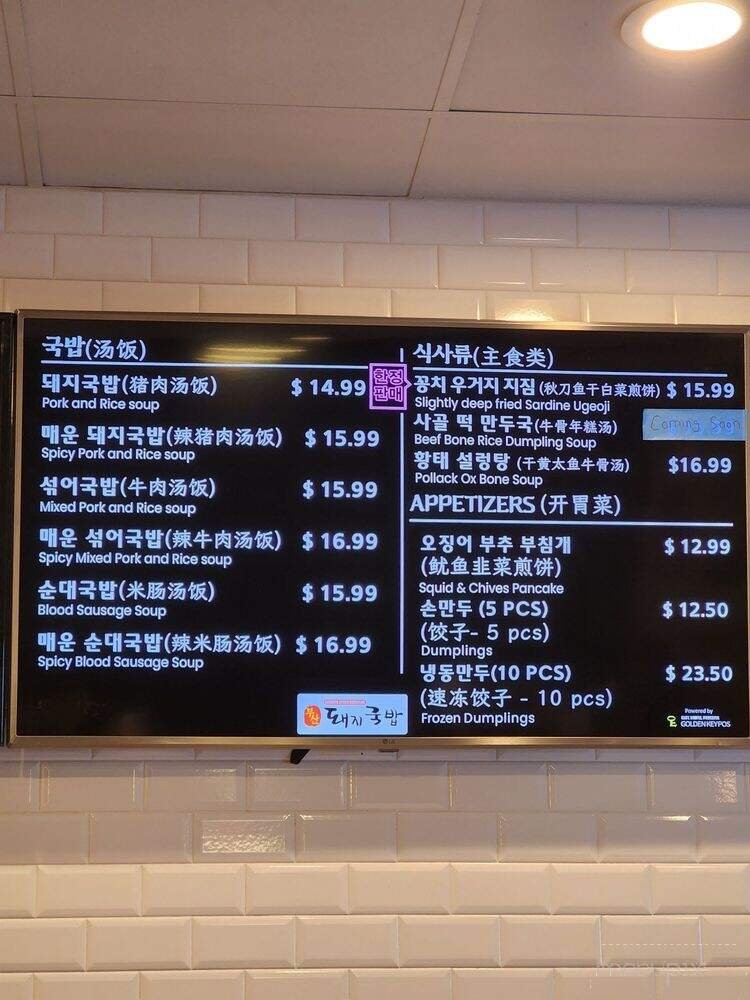 국밥(汤饭)
돼지국밥(猪肉汤饭) $ 14.99
Pork and Rice soup
매운 돼지국밥(辣猪肉汤饭) $ 15.99
Spicy Pork and Rice soup
섞어국밥(牛肉汤饭) $ 15.99
Mixed Pork and Rice soup
매운 섞어국밥(辣牛肉汤饭) $ 16.99
Spicy Mixed Pork and Rice soup
순대국밥(米肠汤饭) $ 15.99
Blood Sausage Soup
매운 순대국밥(辣米肠汤饭) $ 16.99
Spicy Blood Sausage Soup
식사류(主食类)
한정
판매
꽁치 우거지 지짐 (秋刀鱼干白菜煎饼) $ 15.99
Slightly deep fried Sardine Ugeoji
사골 떡 만두국(牛骨年糕汤) Coming Soon
Beef Bone Rice Dumpling Soup
황태 설렁탕 (干黄太鱼牛骨汤) $16.99
Pollack Ox Bone Soup
APPETIZERS (开胃菜)
오징어 부추 부침개 $ 12.99
(鱿鱼韭菜煎饼)
Squid & Chives Pancake
손만두 (5 PCS) $ 12.50
(饺子- 5 pcs)
Dumplings
냉동만두(10 PCS) $ 23.50
(速冻饺子 - 10 pcs)
Frozen Dumplings
부산 돼지국밥
Powered by
GOLDENKEYPOS
LG